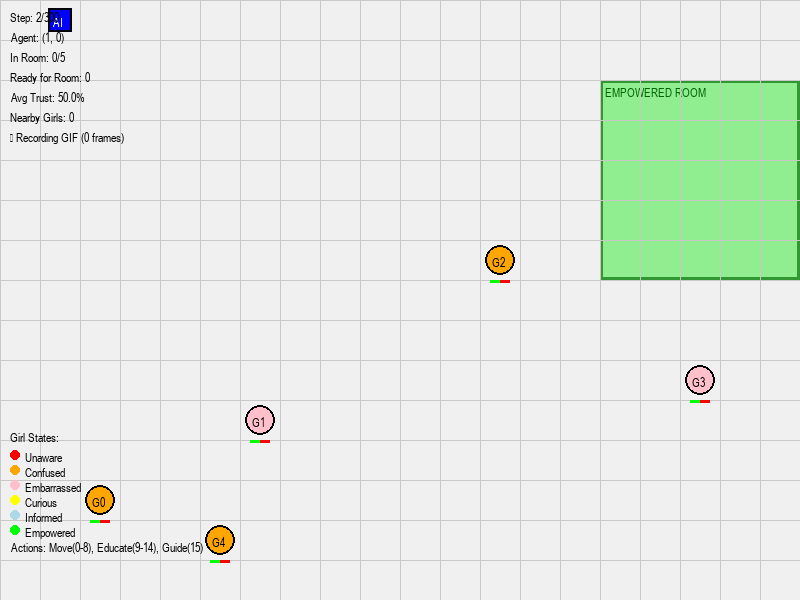 Step: 2/3
AI
Agent: (1, 0)
In Room: 0/5
Ready for Room: 0
EMPOWERED ROOM
Avg Trust: 50.0%
Nearby Girls: 0
Recording GIF (0 frames)
G2
G3
G1
Girl States:
Unaware
Confused
Embarrassed
Curious
G0
Informed
Empowered
G4
Actions: Move(0-8), Educate(9-14), Guide(15)